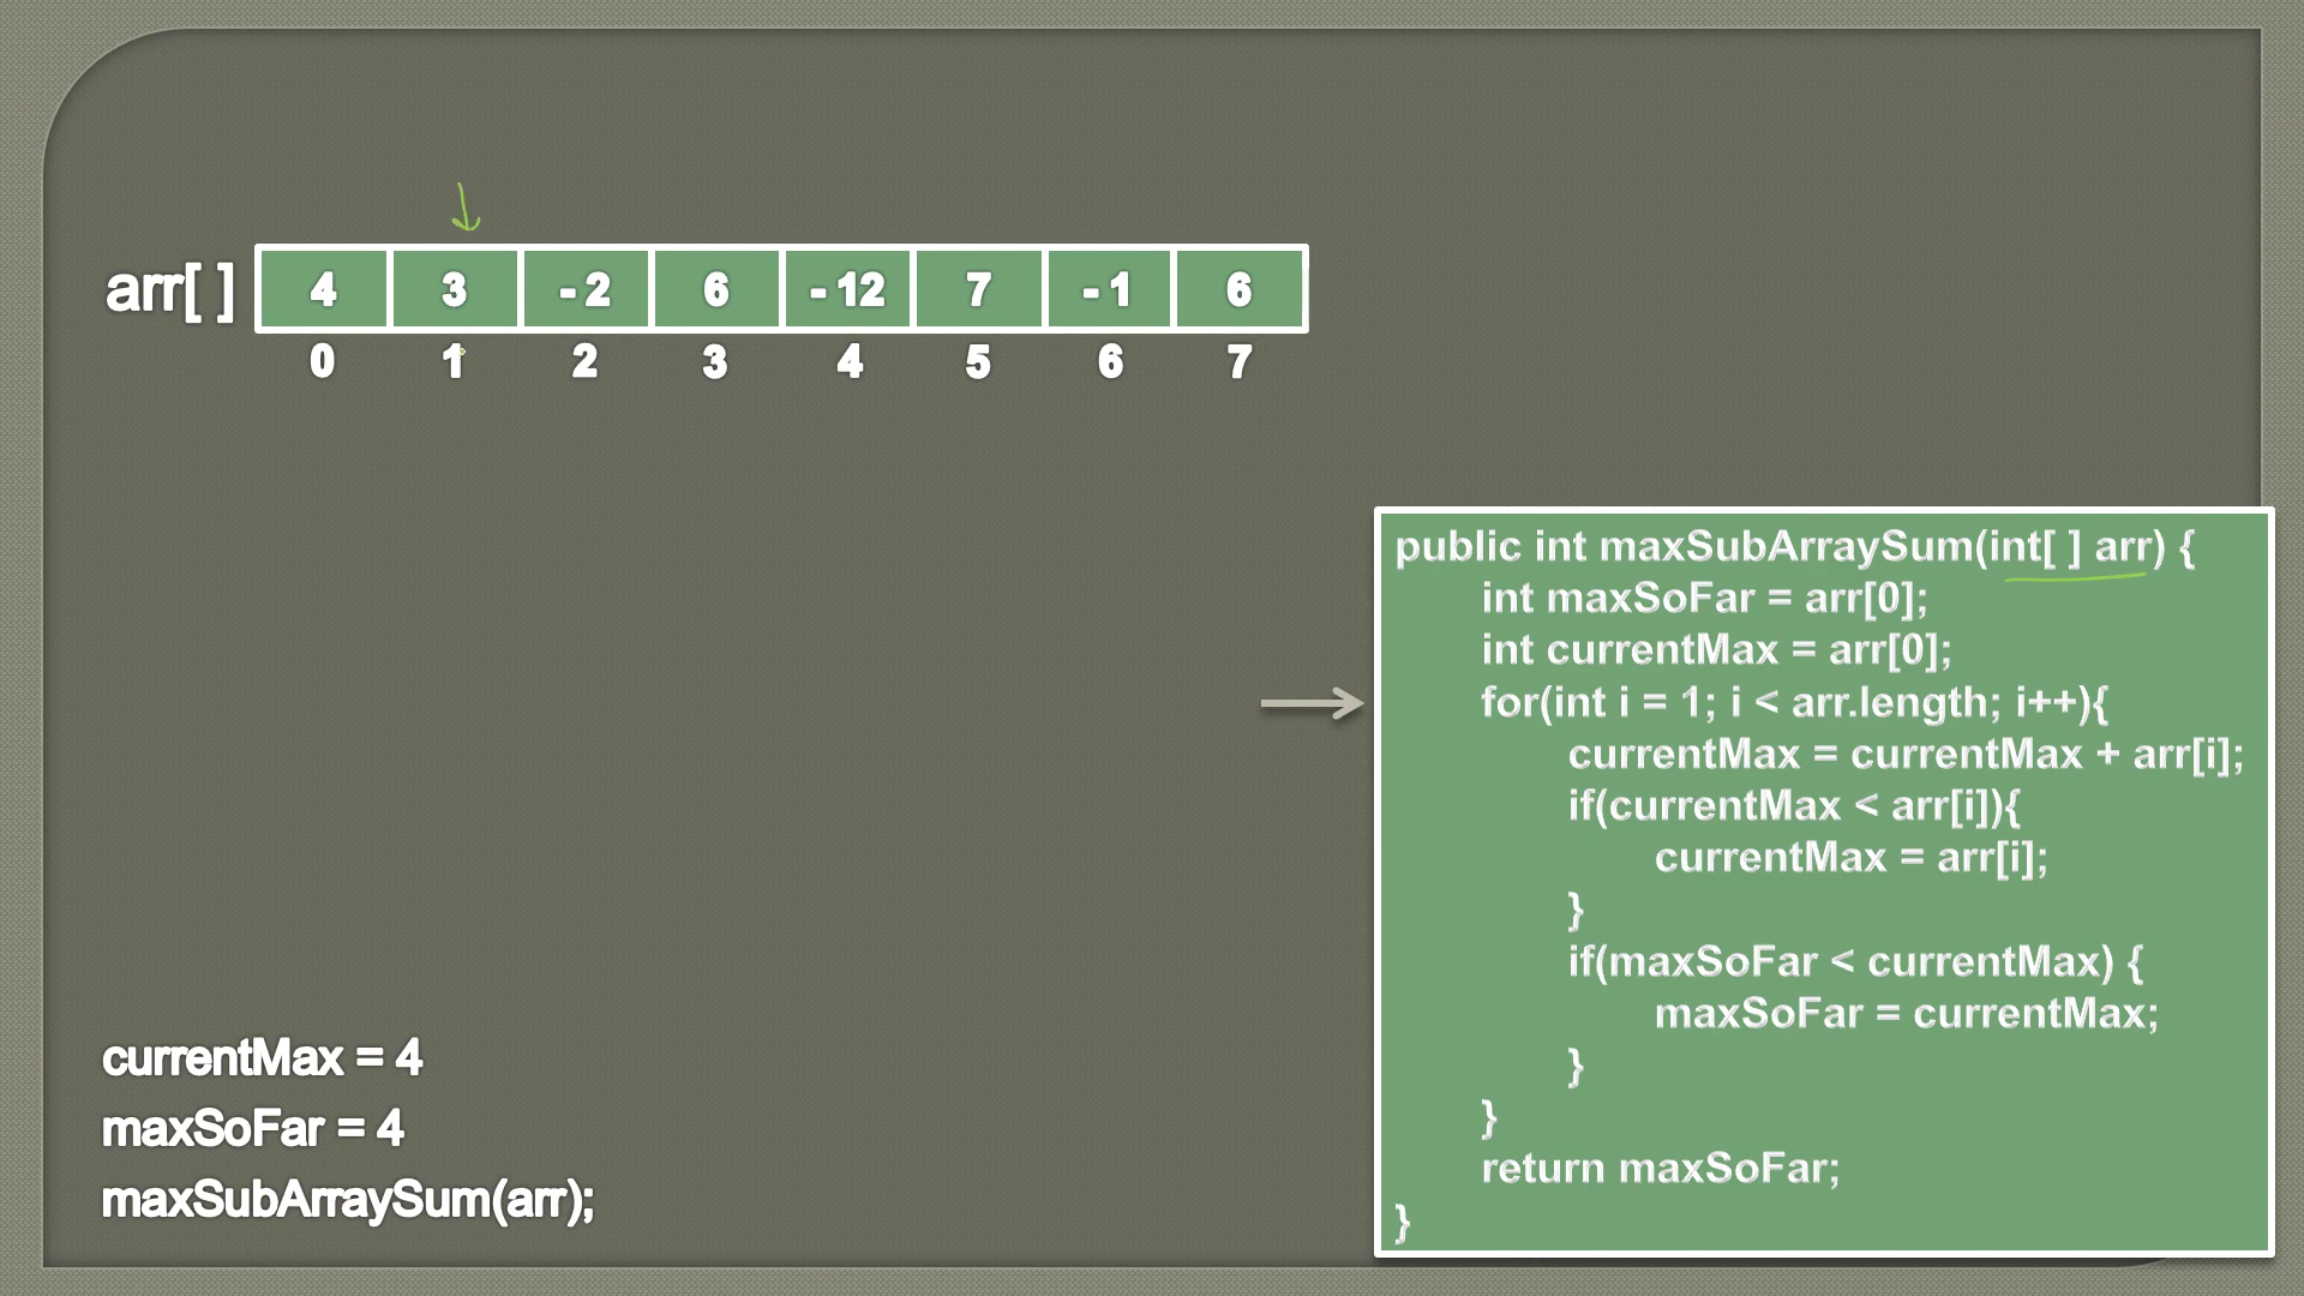 arr[ ] 4 3 - 2 6 - 12 7 - 1 6
0 1 2 3 4 5 6 7
public int maxSubArraySum(int[ ] arr) {
int maxSoFar = arr[0];
int currentMax = arr[0];
for(int i = 1; i < arr.length; i++){
currentMax = currentMax + arr[i];
if(currentMax < arr[i]){
currentMax = arr[i];
}
if(maxSoFar < currentMax) {
maxSoFar = currentMax;
}
}
return maxSoFar;
}
currentMax = 4
maxSoFar = 4
maxSubArraySum(arr);